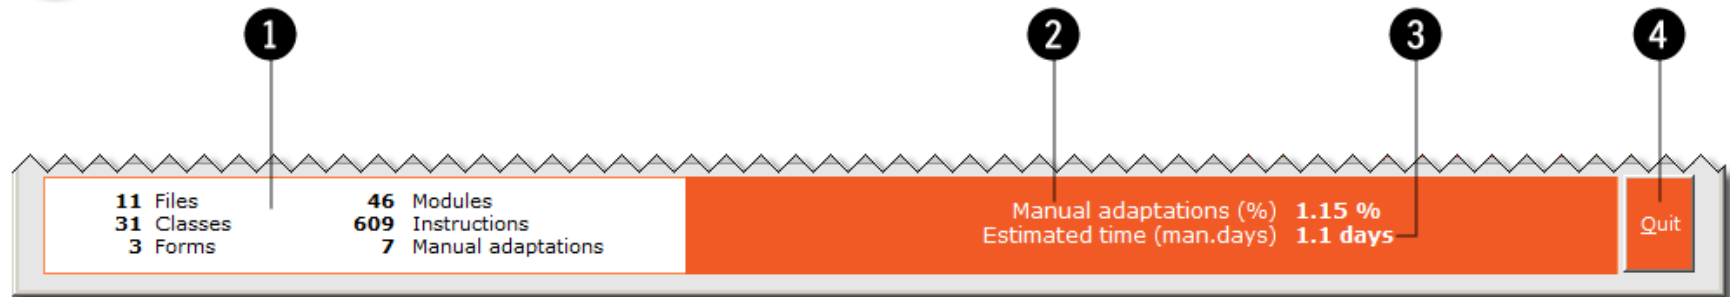 1 2 3 4
11 Files 46 Modules
31 Classes 609 Instructions
3 Forms 7 Manual adaptations
Manual adaptations (%) 1.15 %
Estimated time (man.days) 1.1 days
Quit